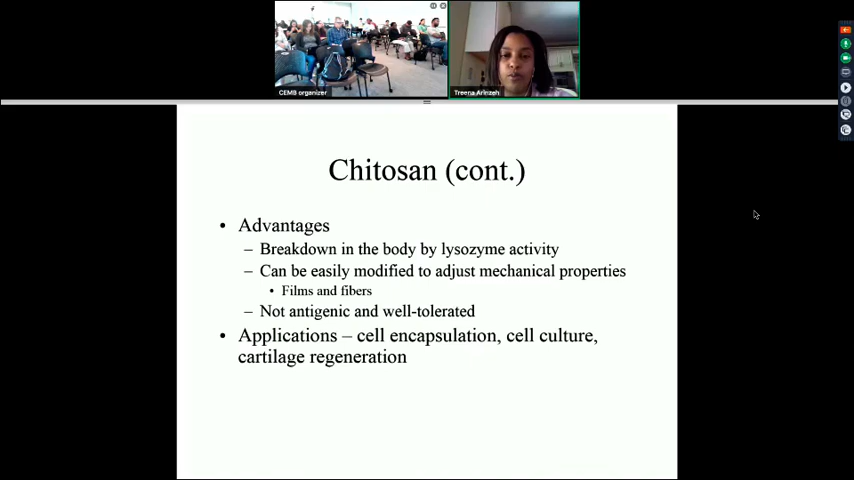 CEMB organizer
Treena Arinzeh
Chitosan (cont.)
• Advantages
– Breakdown in the body by lysozyme activity
– Can be easily modified to adjust mechanical properties
• Films and fibers
– Not antigenic and well-tolerated
• Applications – cell encapsulation, cell culture,
cartilage regeneration